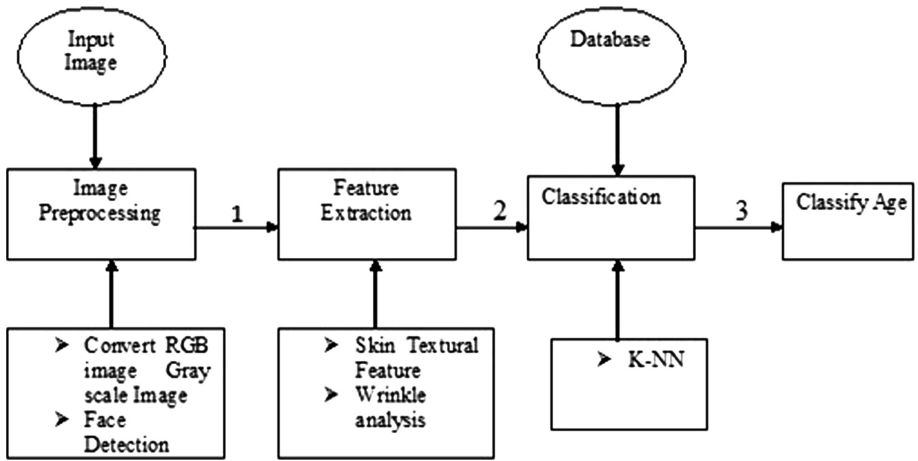 Input
Image
Database
Image
Preprocessing
1
Feature
Extraction
2
Classification
3
Classify Age
➤ Convert RGB
image Gray
scale Image
➤ Face
Detection
➤ Skin Textural
Feature
➤ Wrinkle
analysis
➤ K-NN